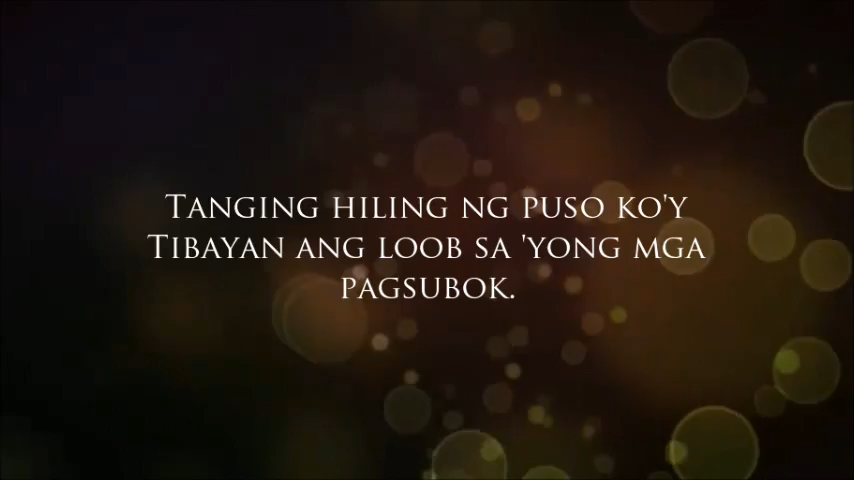 Tanging hiling ng puso ko'y
Tibayan ang loob sa 'yong mga
pagsubok.